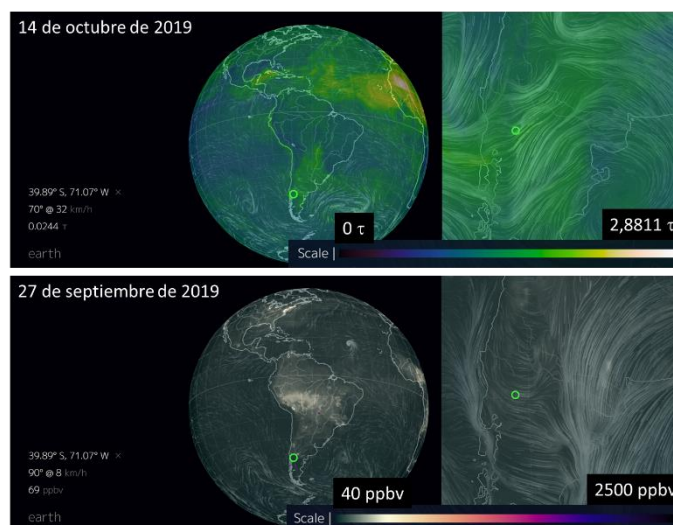 14 de octubre de 2019
39.89° S, 71.07° W ×
70° @ 32 km/h
0.0244 τ
earth
0 τ
2,8811 τ
Scale |
27 de septiembre de 2019
39.89° S, 71.07° W ×
90° @ 8 km/h
69 ppbv
earth
40 ppbv
2500 ppbv
Scale |